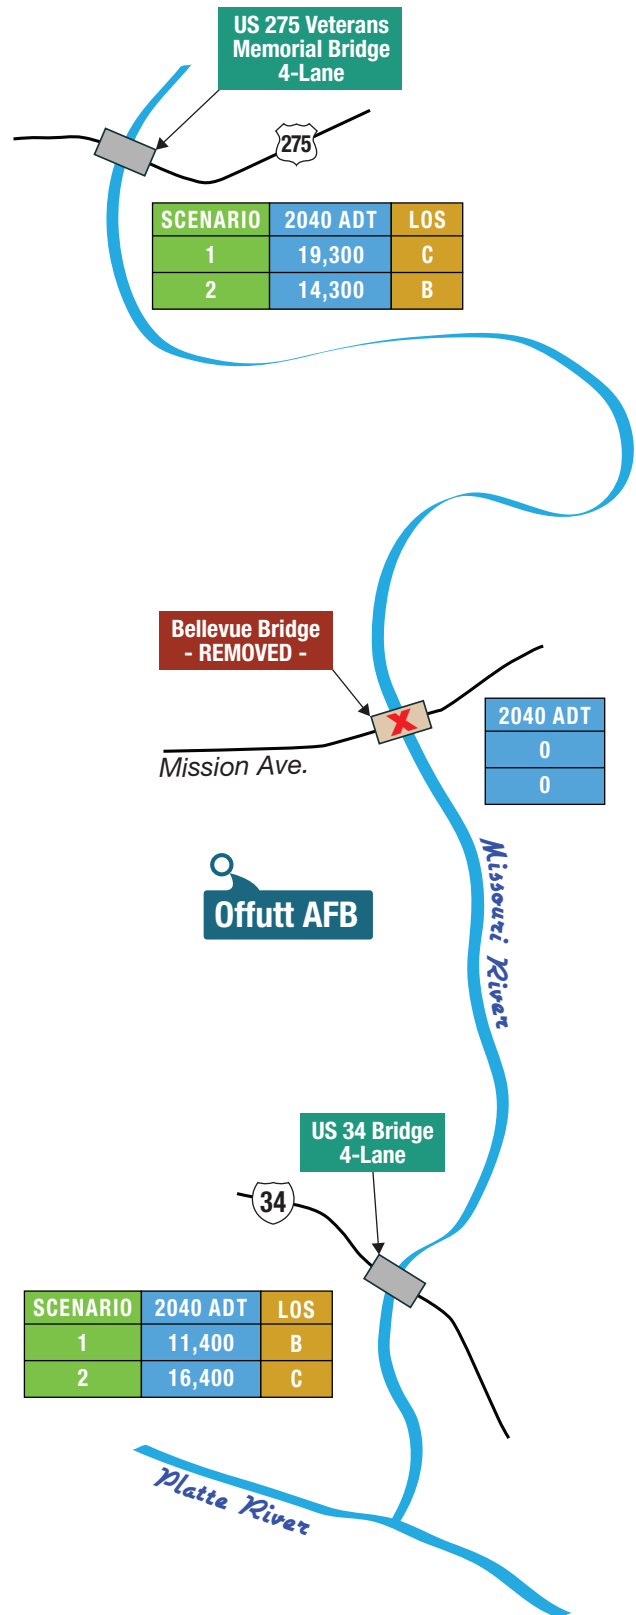 US 275 Veterans
Memorial Bridge
4-Lane
275
SCENARIO 2040 ADT LOS
1 19,300 C
2 14,300 B
Bellevue Bridge
- REMOVED -
X
Mission Ave.
2040 ADT
0
0
Missouri River
Offutt AFB
US 34 Bridge
4-Lane
34
SCENARIO 2040 ADT LOS
1 11,400 B
2 16,400 C
Platte River